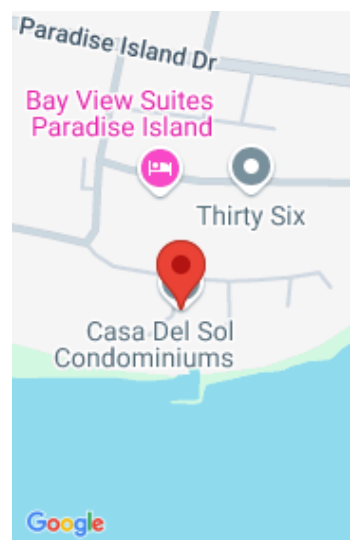 Paradise Island Dr
Bay View Suites
Paradise Island
Thirty Six
Casa Del Sol
Condominiums
Google